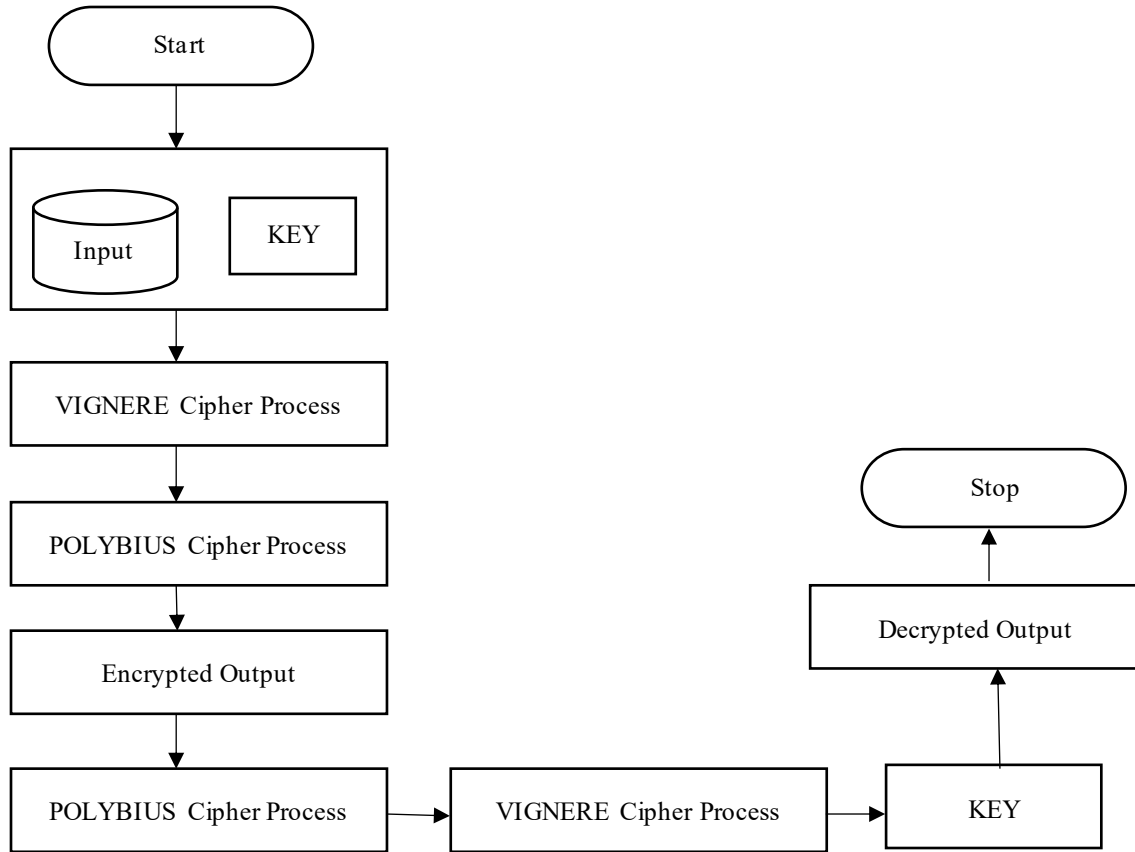 Start
Input
KEY
VIGNERE Cipher Process
POLYBIUS Cipher Process
Encrypted Output
POLYBIUS Cipher Process
VIGNERE Cipher Process
KEY
Decrypted Output
Stop